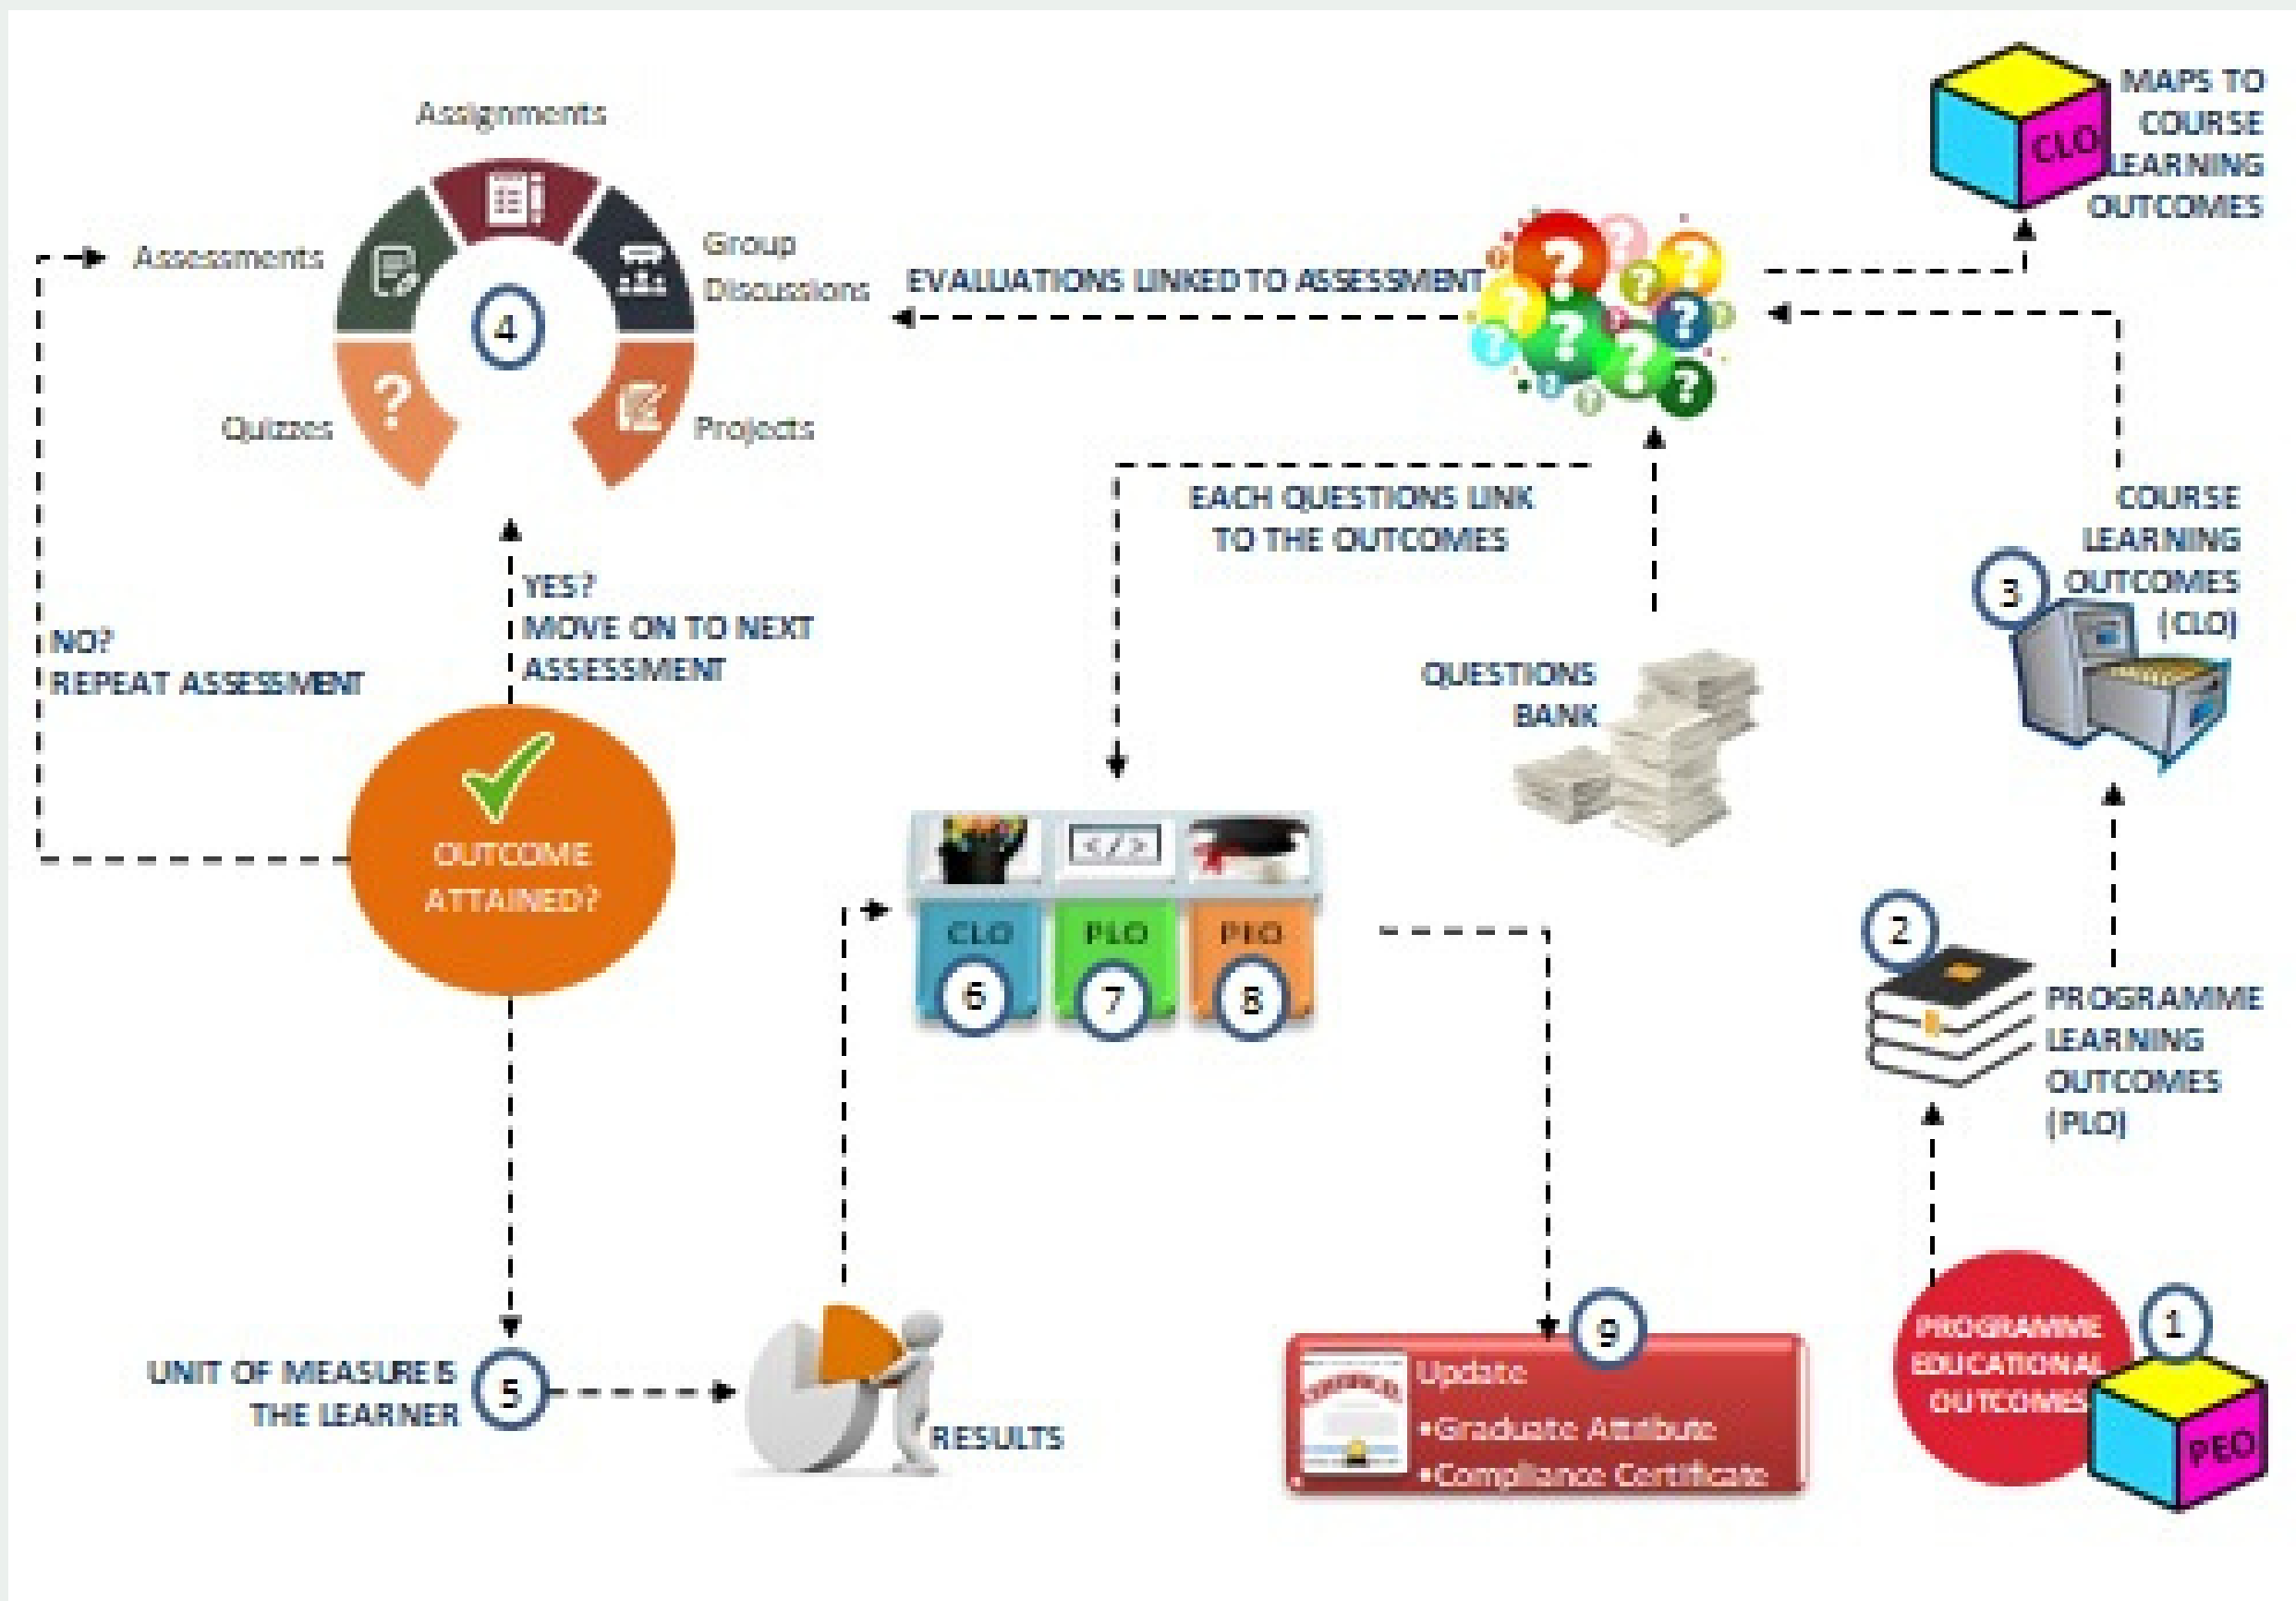 Assignments
Assessments
Group
Discussions
Quizzes
Projects
4
EVALUATIONS LINKED TO ASSESSMENT
CLO
MAPS TO
COURSE
LEARNING
OUTCOMES
EACH QUESTIONS LINK
TO THE OUTCOMES
COURSE
LEARNING
OUTCOMES
(CLO)
3
YES?
MOVE ON TO NEXT
ASSESSMENT
NO?
REPEAT ASSESSMENT
QUESTIONS
BANK
OUTCOME
ATTAINED?
</>
CLO
PLO
PEO
6
7
8
2
PROGRAMME
LEARNING
OUTCOMES
(PLO)
UNIT OF MEASURE IS
THE LEARNER
5
RESULTS
9
Update
•Graduate Attribute
•Compliance Certificate
PROGRAMME
EDUCATIONAL
OUTCOMES
1
PEO